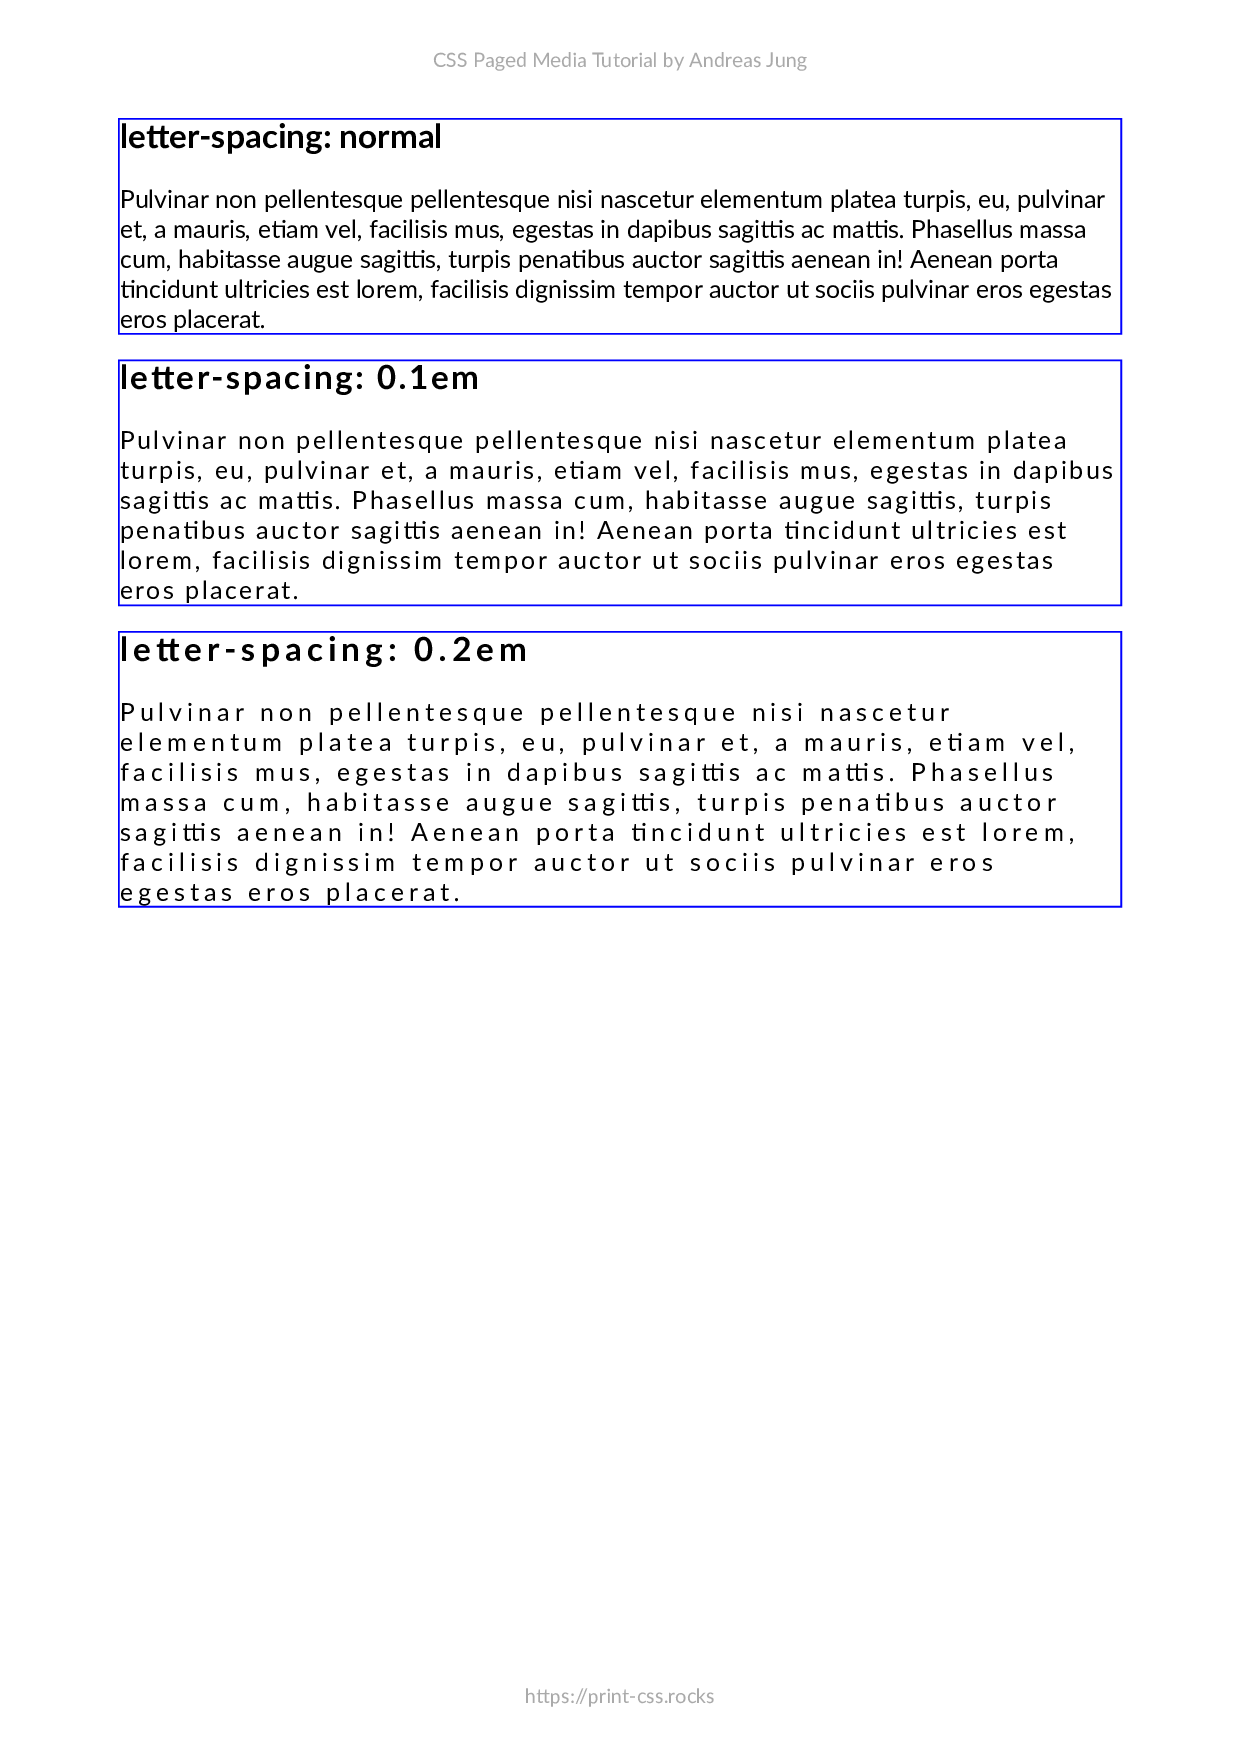 CSS Paged Media Tutorial by Andreas Jung
letter-spacing: normal
Pulvinar non pellentesque pellentesque nisi nascetur elementum platea turpis, eu, pulvinar
et, a mauris, etiam vel, facilisis mus, egestas in dapibus sagittis ac mattis. Phasellus massa
cum, habitasse augue sagittis, turpis penatibus auctor sagittis aenean in! Aenean porta
tincidunt ultricies est lorem, facilisis dignissim tempor auctor ut sociis pulvinar eros egestas
eros placerat.
letter-spacing: 0.1em
Pulvinar non pellentesque pellentesque nisi nascetur elementum platea
turpis, eu, pulvinar et, a mauris, etiam vel, facilisis mus, egestas in dapibus
sagittis ac mattis. Phasellus massa cum, habitasse augue sagittis, turpis
penatibus auctor sagittis aenean in! Aenean porta tincidunt ultricies est
lorem, facilisis dignissim tempor auctor ut sociis pulvinar eros egestas
eros placerat.
letter-spacing: 0.2em
Pulvinar non pellentesque pellentesque nisi nascetur
elementum platea turpis, eu, pulvinar et, a mauris, etiam vel,
facilisis mus, egestas in dapibus sagittis ac mattis. Phasellus
massa cum, habitasse augue sagittis, turpis penatibus auctor
sagittis aenean in! Aenean porta tincidunt ultricies est lorem,
facilisis dignissim tempor auctor ut sociis pulvinar eros
egestas eros placerat.
https://print-css.rocks